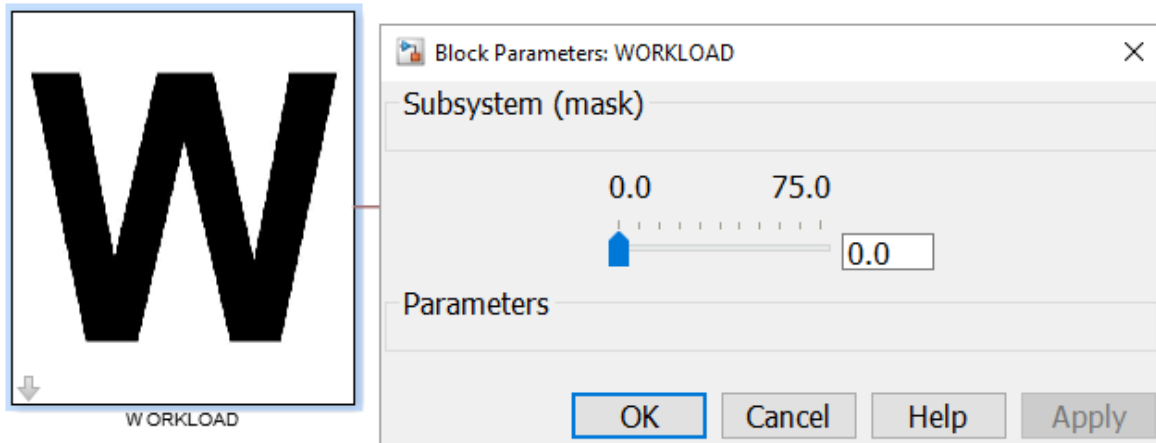 W
WORKLOAD
Block Parameters: WORKLOAD
Subsystem (mask)
0.0 75.0
0.0
Parameters
OK Cancel Help Apply